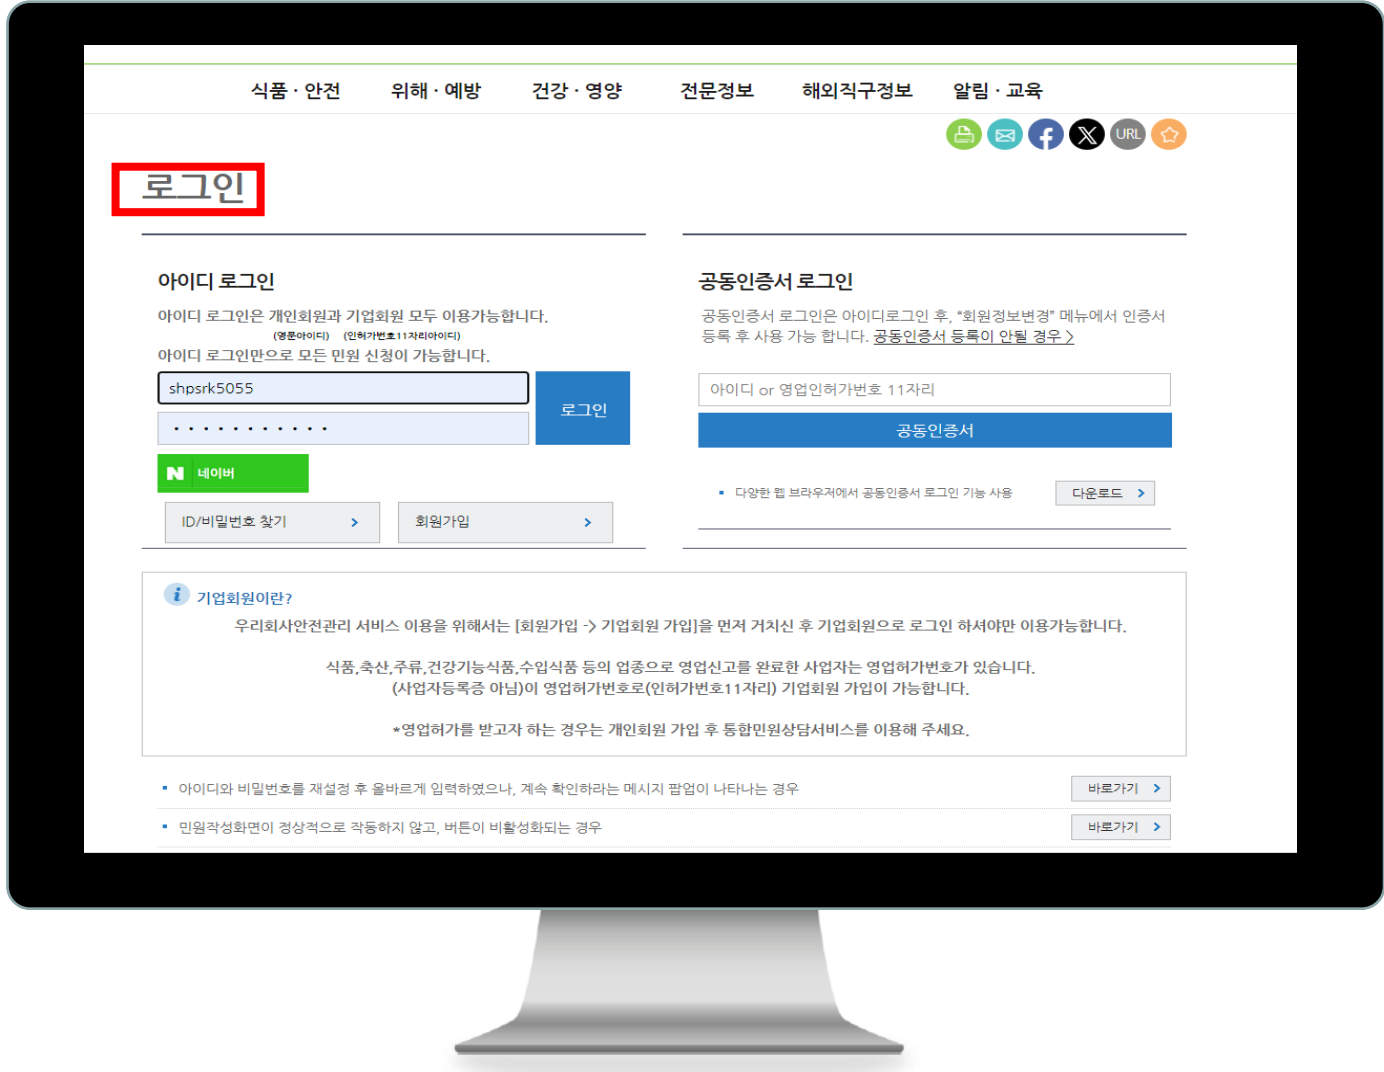 식품 · 안전 위해 · 예방 건강 · 영양 전문정보 해외직구정보 알림 · 교육
URL
로그인
아이디 로그인
아이디 로그인은 개인회원과 기업회원 모두 이용가능합니다.
(영문아이디) (인허가번호11자리아이디)
아이디 로그인만으로 모든 민원 신청이 가능합니다.
shpsrk5055
로그인
N 네이버
ID/비밀번호 찾기
회원가입
공동인증서 로그인
공동인증서 로그인은 아이디로그인 후, “회원정보변경” 메뉴에서 인증서
등록 후 사용 가능 합니다. 공동인증서 등록이 안될 경우 〉
아이디 or 영업인허가번호 11자리
공동인증서
다양한 웹 브라우저에서 공동인증서 로그인 기능 사용
다운로드
i 기업회원이란?
우리회사안전관리 서비스 이용을 위해서는 [회원가입 -> 기업회원 가입]을 먼저 거치신 후 기업회원으로 로그인 하셔야만 이용가능합니다.
식품,축산,주류,건강기능식품,수입식품 등의 업종으로 영업신고를 완료한 사업자는 영업허가번호가 있습니다.
(사업자등록증 아님)이 영업허가번호로(인허가번호11자리) 기업회원 가입이 가능합니다.
*영업허가를 받고자 하는 경우는 개인회원 가입 후 통합민원상담서비스를 이용해 주세요.
아이디와 비밀번호를 재설정 후 올바르게 입력하였으나, 계속 확인하라는 메시지 팝업이 나타나는 경우
바로가기
민원작성화면이 정상적으로 작동하지 않고, 버튼이 비활성화되는 경우
바로가기